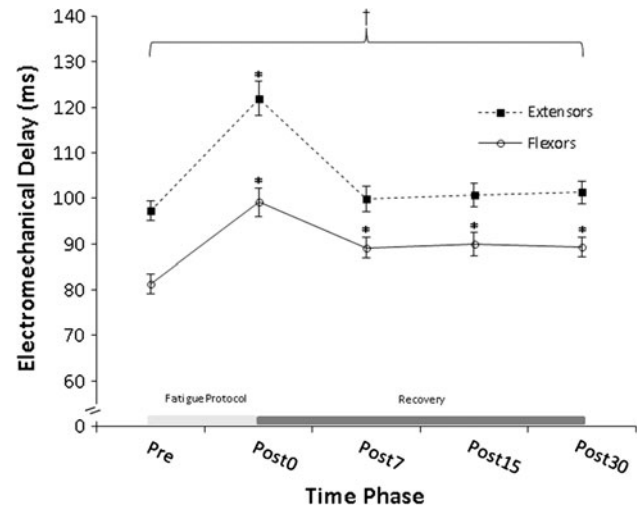 †
140
130
120
110
100
90
80
70
60
0
Electromechanical Delay (ms)
*
*
*
*
*
Extensors
Flexors
Fatigue Protocol
Recovery
Pre
Post0
Post7
Post15
Post30
Time Phase